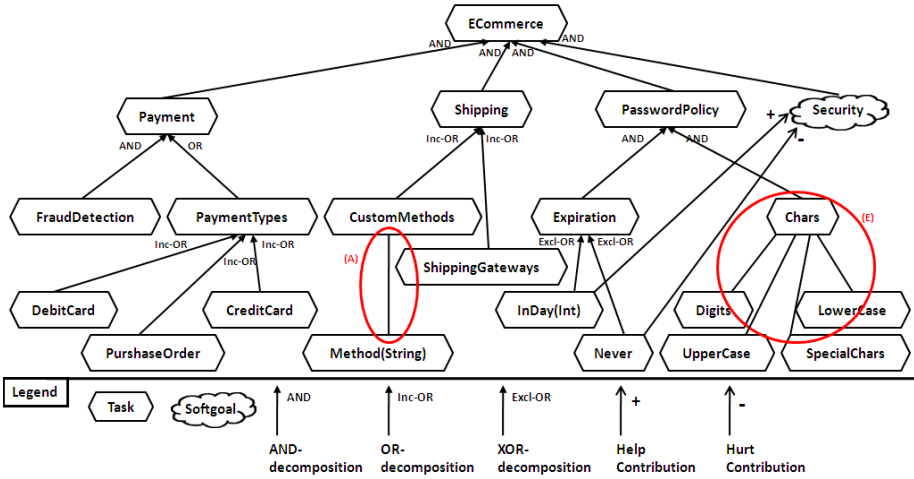 ECommerce
AND
AND
AND
AND
Payment
Shipping
PasswordPolicy
Security
+
-
AND
OR
Inc-OR
Inc-OR
AND
AND
FraudDetection
PaymentTypes
CustomMethods
Expiration
Chars
(E)
Inc-OR
Inc-OR
Inc-OR
Excl-OR
Excl-OR
(A)
ShippingGateways
DebitCard
CreditCard
InDay(Int)
Digits
LowerCase
PurshaseOrder
Method(String)
Never
UpperCase
SpecialChars
Legend
Task
Softgoal
AND
Inc-OR
Excl-OR
+
-
AND-
decomposition
OR-
decomposition
XOR-
decomposition
Help
Contribution
Hurt
Contribution